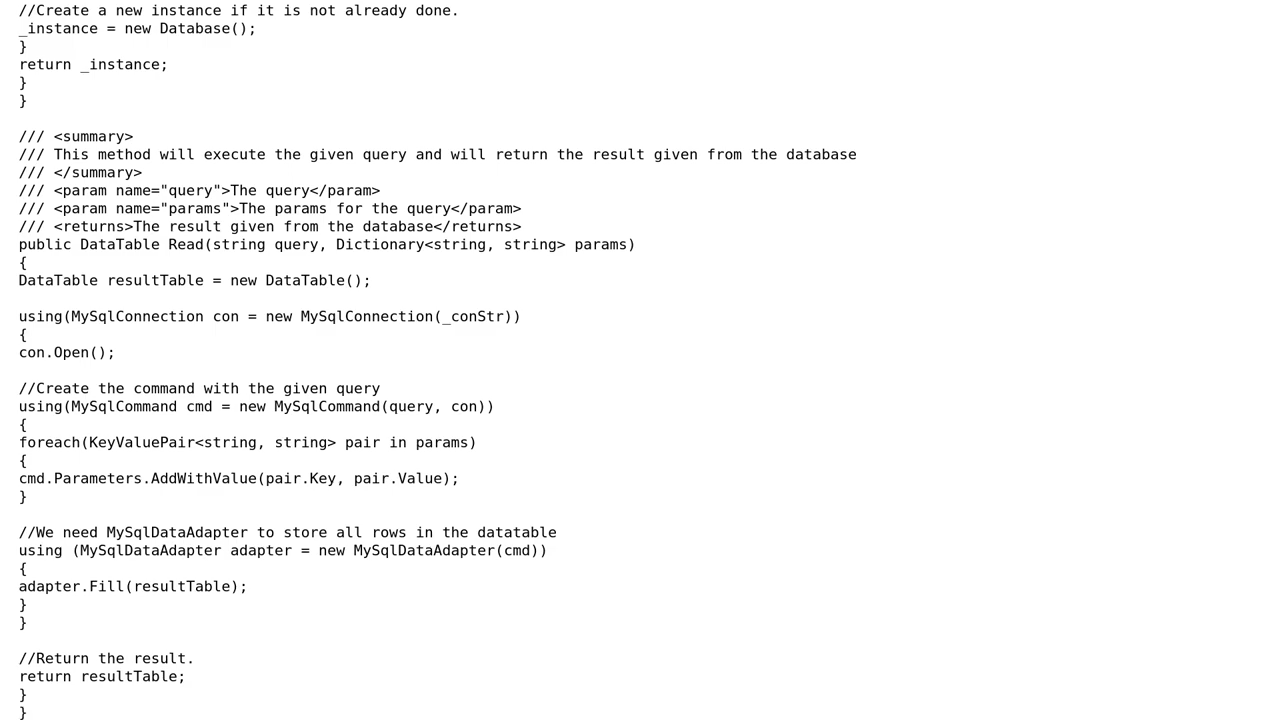 //Create a new instance if it is not already done.
_instance = new Database();
}
return _instance;
}
}
/// <summary>
/// This method will execute the given query and will return the result given from the database
/// </summary>
/// <param name="query">The query</param>
/// <param name="params">The params for the query</param>
/// <returns>The result given from the database</returns>
public DataTable Read(string query, Dictionary<string, string> params)
{
DataTable resultTable = new DataTable();
using(MySqlConnection con = new MySqlConnection(_conStr))
{
con.Open();
//Create the command with the given query
using(MySqlCommand cmd = new MySqlCommand(query, con))
{
foreach(KeyValuePair<string, string> pair in params)
{
cmd.Parameters.AddWithValue(pair.Key, pair.Value);
}
//We need MySqlDataAdapter to store all rows in the datatable
using (MySqlDataAdapter adapter = new MySqlDataAdapter(cmd))
{
adapter.Fill(resultTable);
}
}
//Return the result.
return resultTable;
}
}